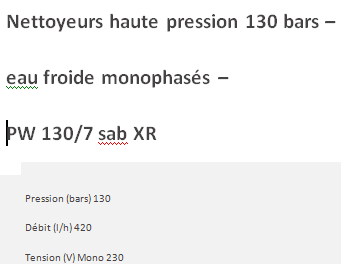 Nettoyeurs haute pression 130 bars –
eau froide monophasés –
PW 130/7 sab XR
Pression (bars) 130
Débit (l/h) 420
Tension (V) Mono 230